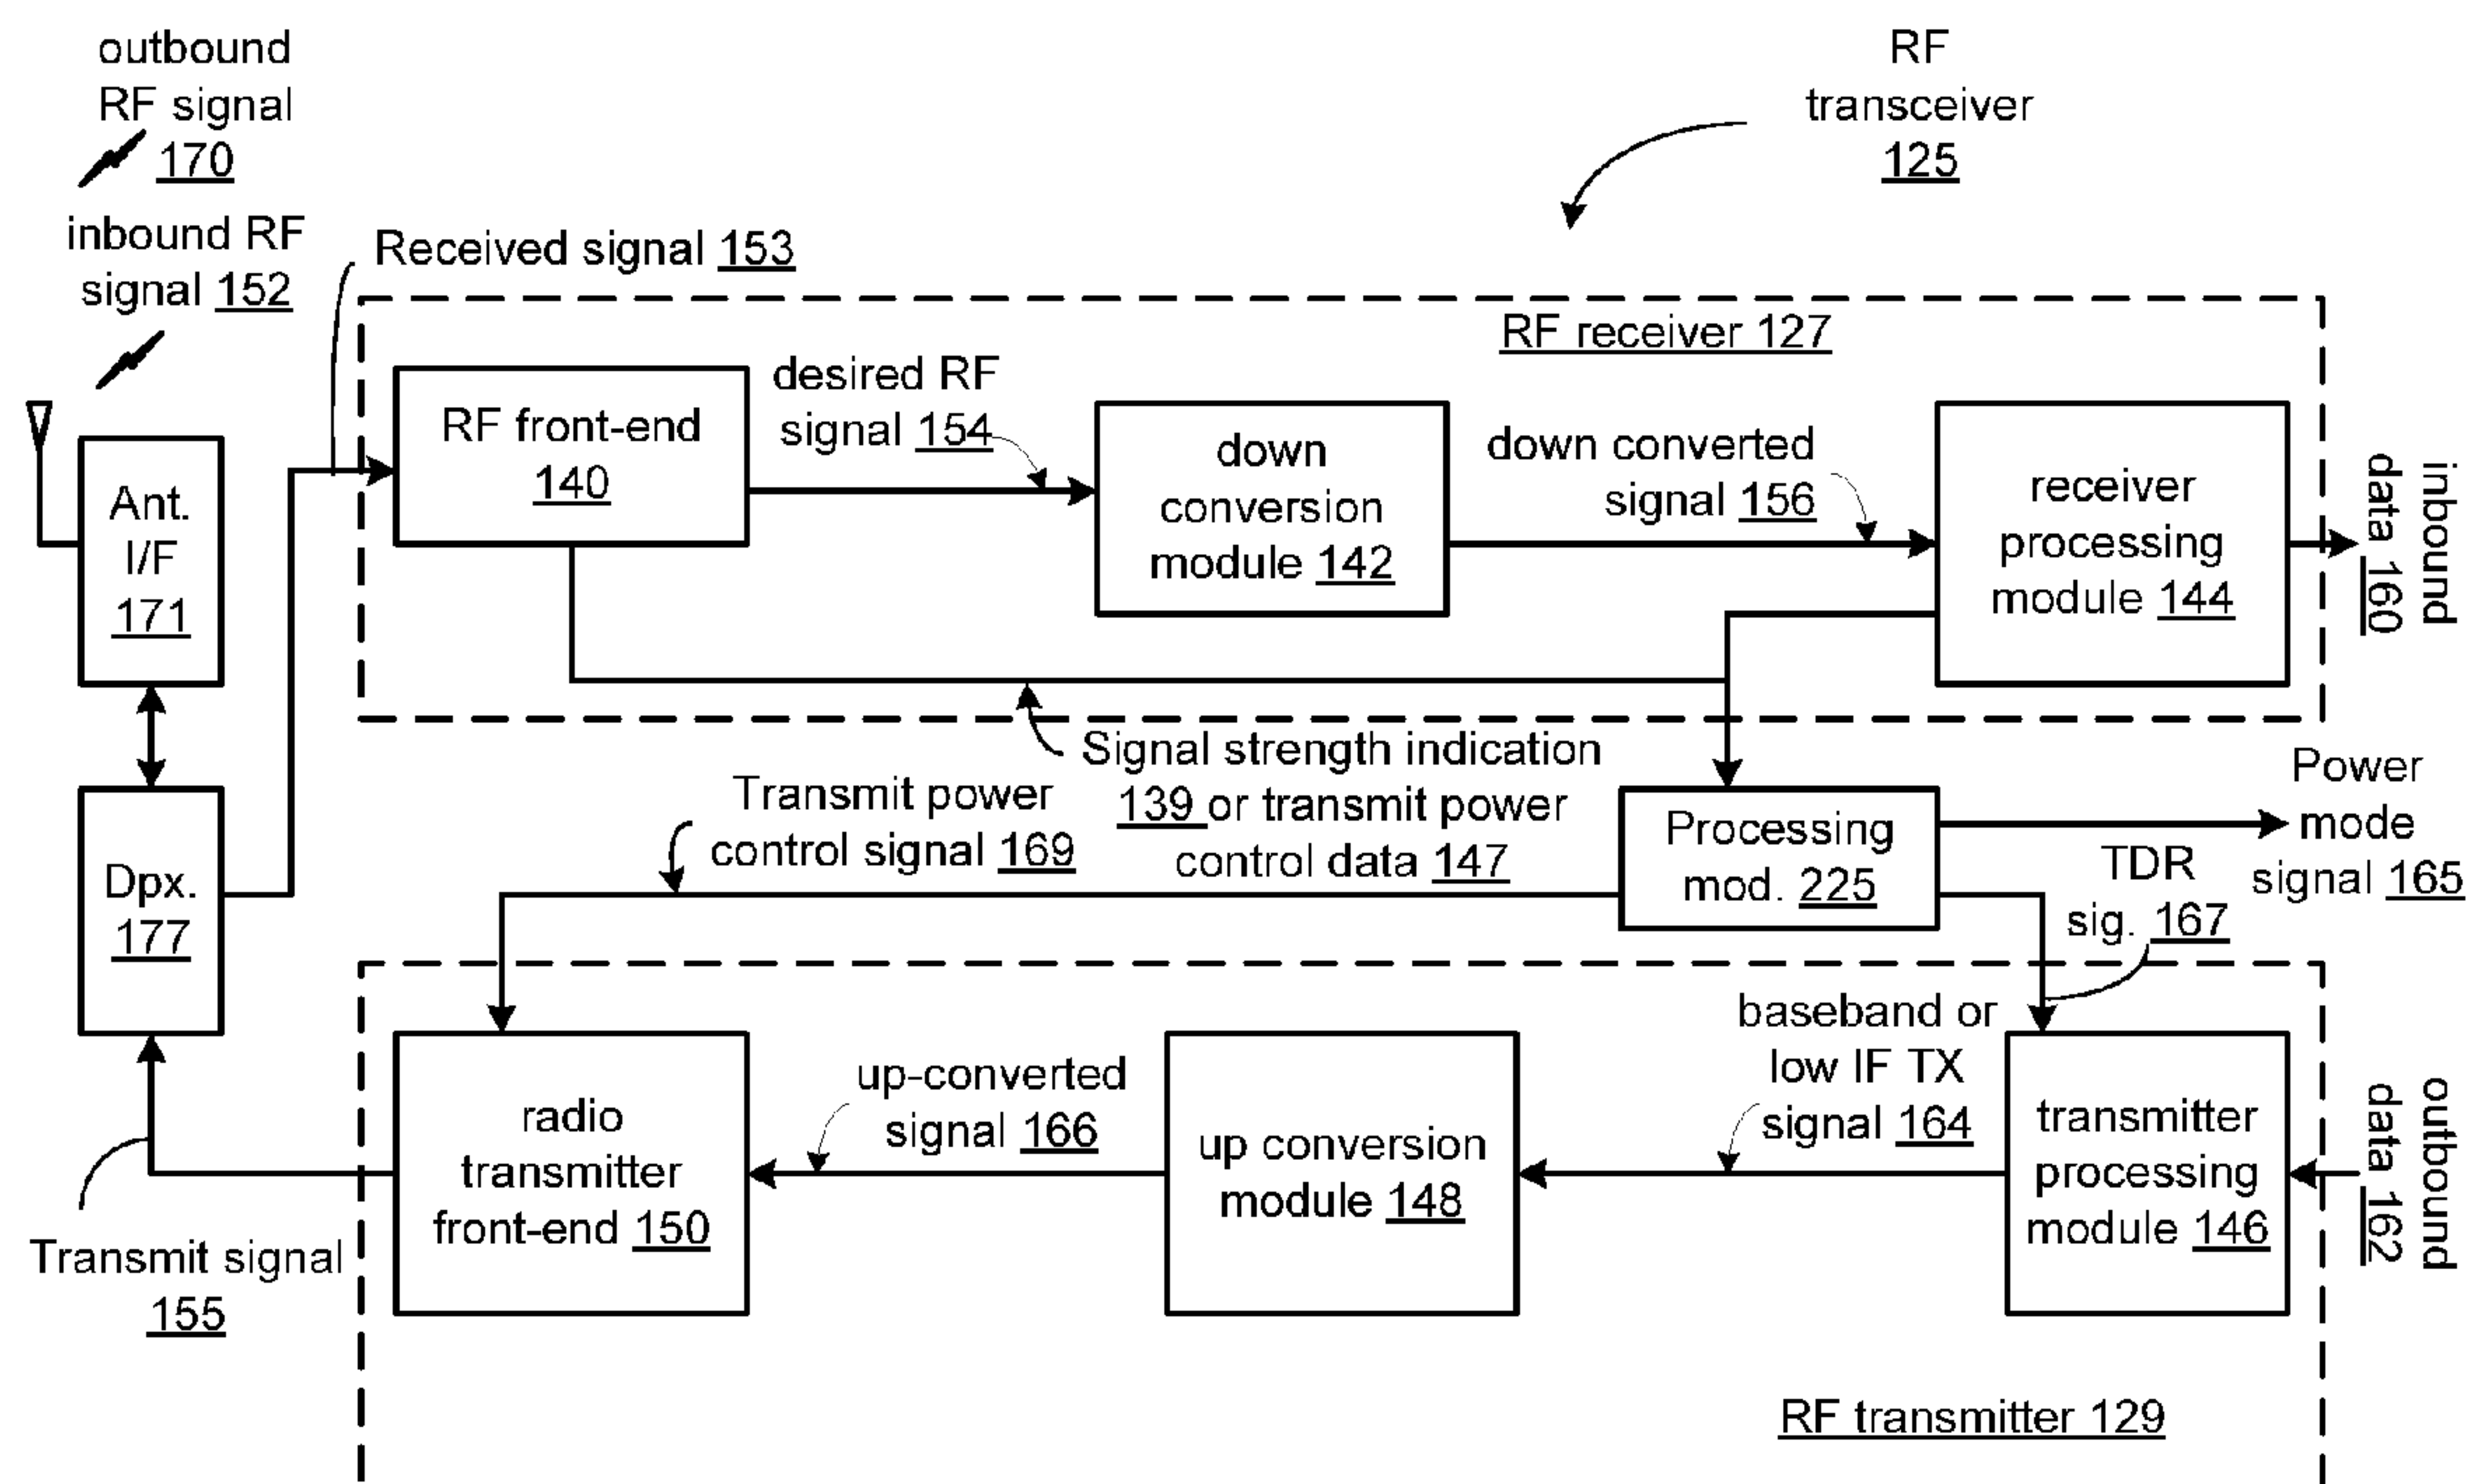 outbound
RF signal
170
RF
transceiver
125
inbound RF
signal 152
Received signal 153
RF receiver 127
RF front-end
140
desired RF
signal 154
down
conversion
module 142
down converted
signal 156
receiver
processing
module 144
inbound
data 160
Ant.
I/F
171
Signal strength indication
139 or transmit power
control data 147
Transmit power
control signal 169
Processing
mod. 225
Power
mode
signal 165
TDR
sig. 167
Dpx.
177
baseband or
low IF TX
signal 164
up-converted
signal 166
radio
transmitter
front-end 150
up conversion
module 148
transmitter
processing
module 146
outbound
data 162
Transmit signal
155
RF transmitter 129